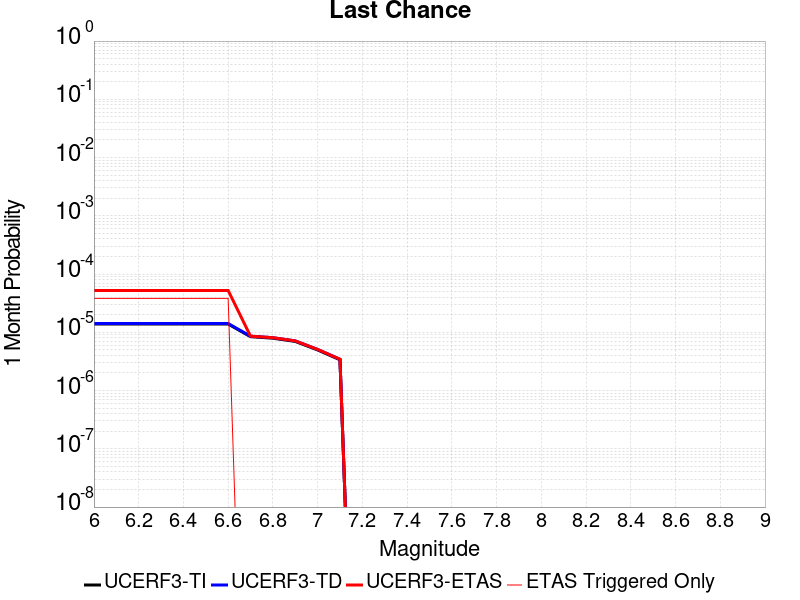 Last Chance
10^0
10^-1
10^-2
10^-3
10^-4
10^-5
10^-6
10^-7
10^-8
1 Month Probability
6 6.2 6.4 6.6 6.8 7 7.2 7.4 7.6 7.8 8 8.2 8.4 8.6 8.8 9
Magnitude
UCERF3-TI UCERF3-TD UCERF3-ETAS ETAS Triggered Only